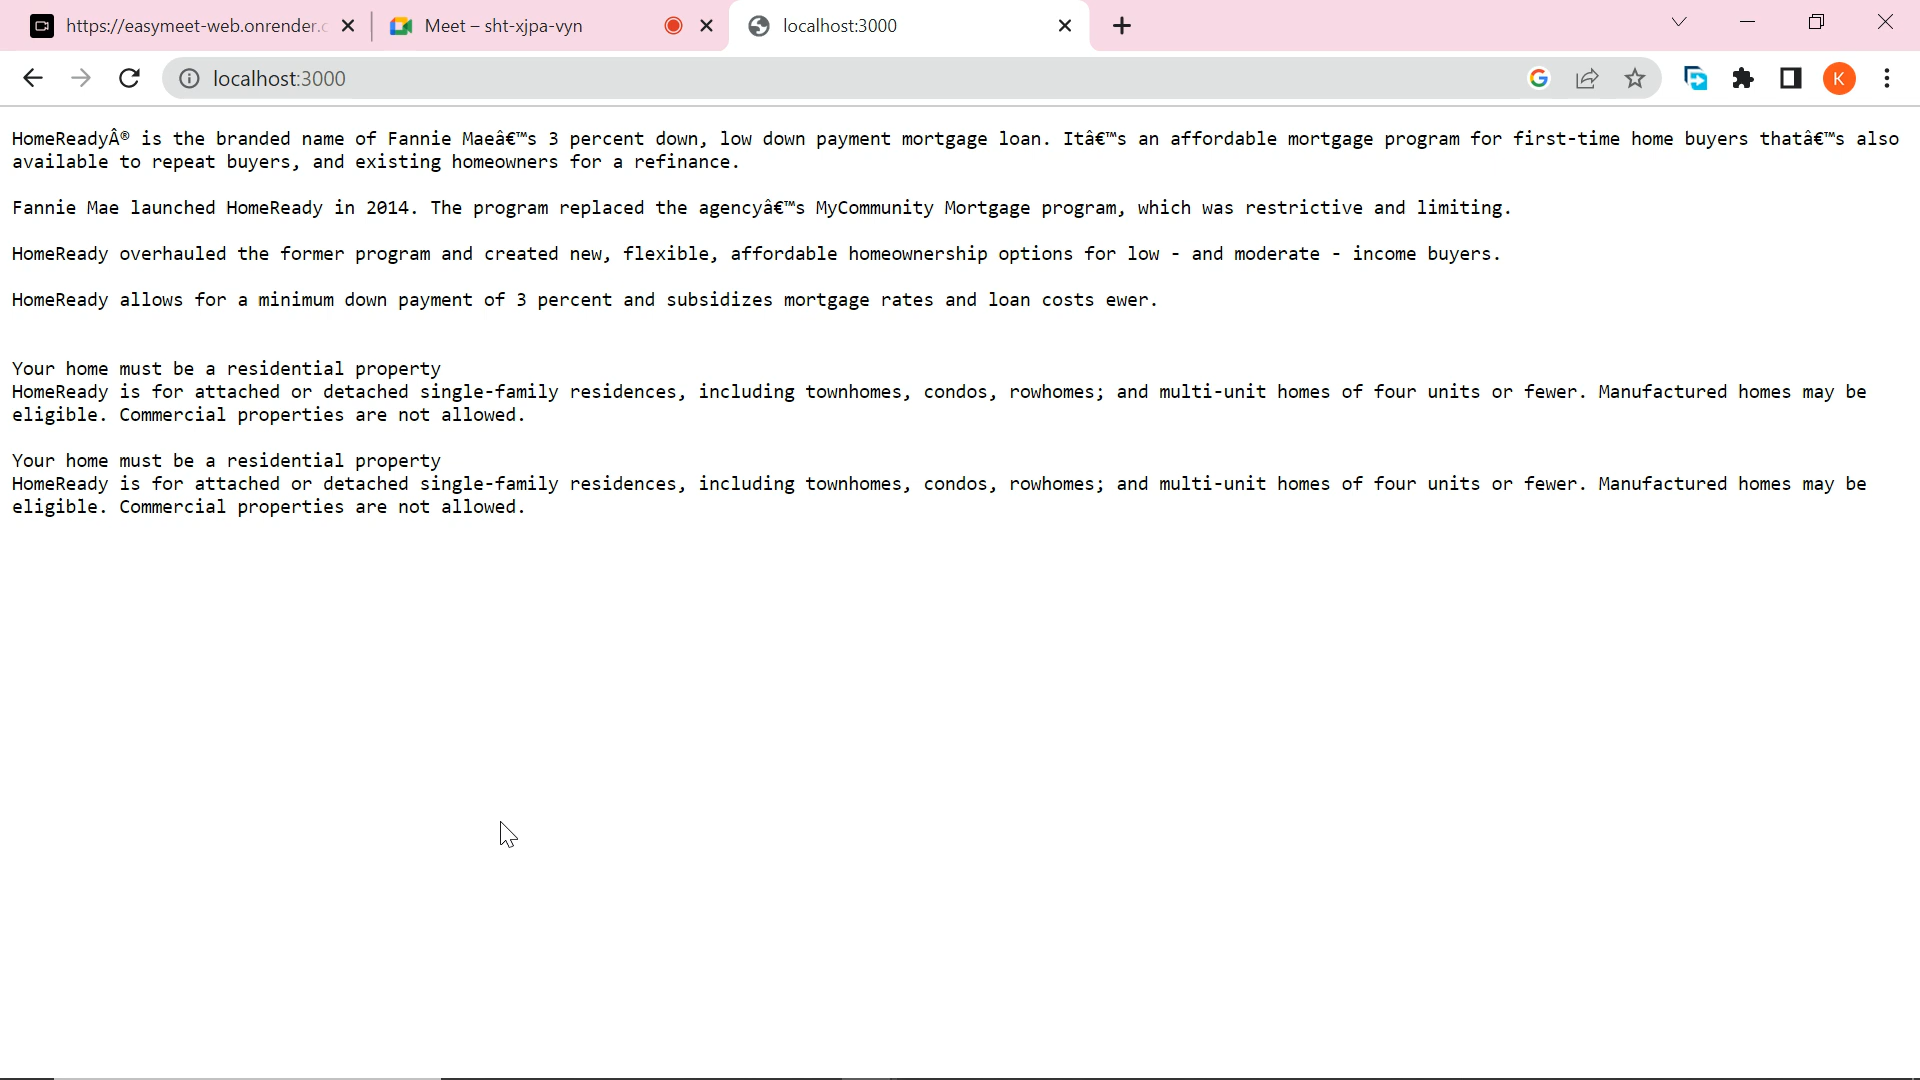 https://easymeet-web.onrender.c
Meet – sht-xjpa-vyn
localhost:3000
localhost:3000
K
HomeReadyÂ® is the branded name of Fannie Maeâ€™s 3 percent down, low down payment mortgage loan. Itâ€™s an affordable mortgage program for first-time home buyers thatâ€™s also
available to repeat buyers, and existing homeowners for a refinance.
Fannie Mae launched HomeReady in 2014. The program replaced the agencyâ€™s MyCommunity Mortgage program, which was restrictive and limiting.
HomeReady overhauled the former program and created new, flexible, affordable homeownership options for low - and moderate - income buyers.
HomeReady allows for a minimum down payment of 3 percent and subsidizes mortgage rates and loan costs ewer.
Your home must be a residential property
HomeReady is for attached or detached single-family residences, including townhomes, condos, rowhomes; and multi-unit homes of four units or fewer. Manufactured homes may be
eligible. Commercial properties are not allowed.
Your home must be a residential property
HomeReady is for attached or detached single-family residences, including townhomes, condos, rowhomes; and multi-unit homes of four units or fewer. Manufactured homes may be
eligible. Commercial properties are not allowed.